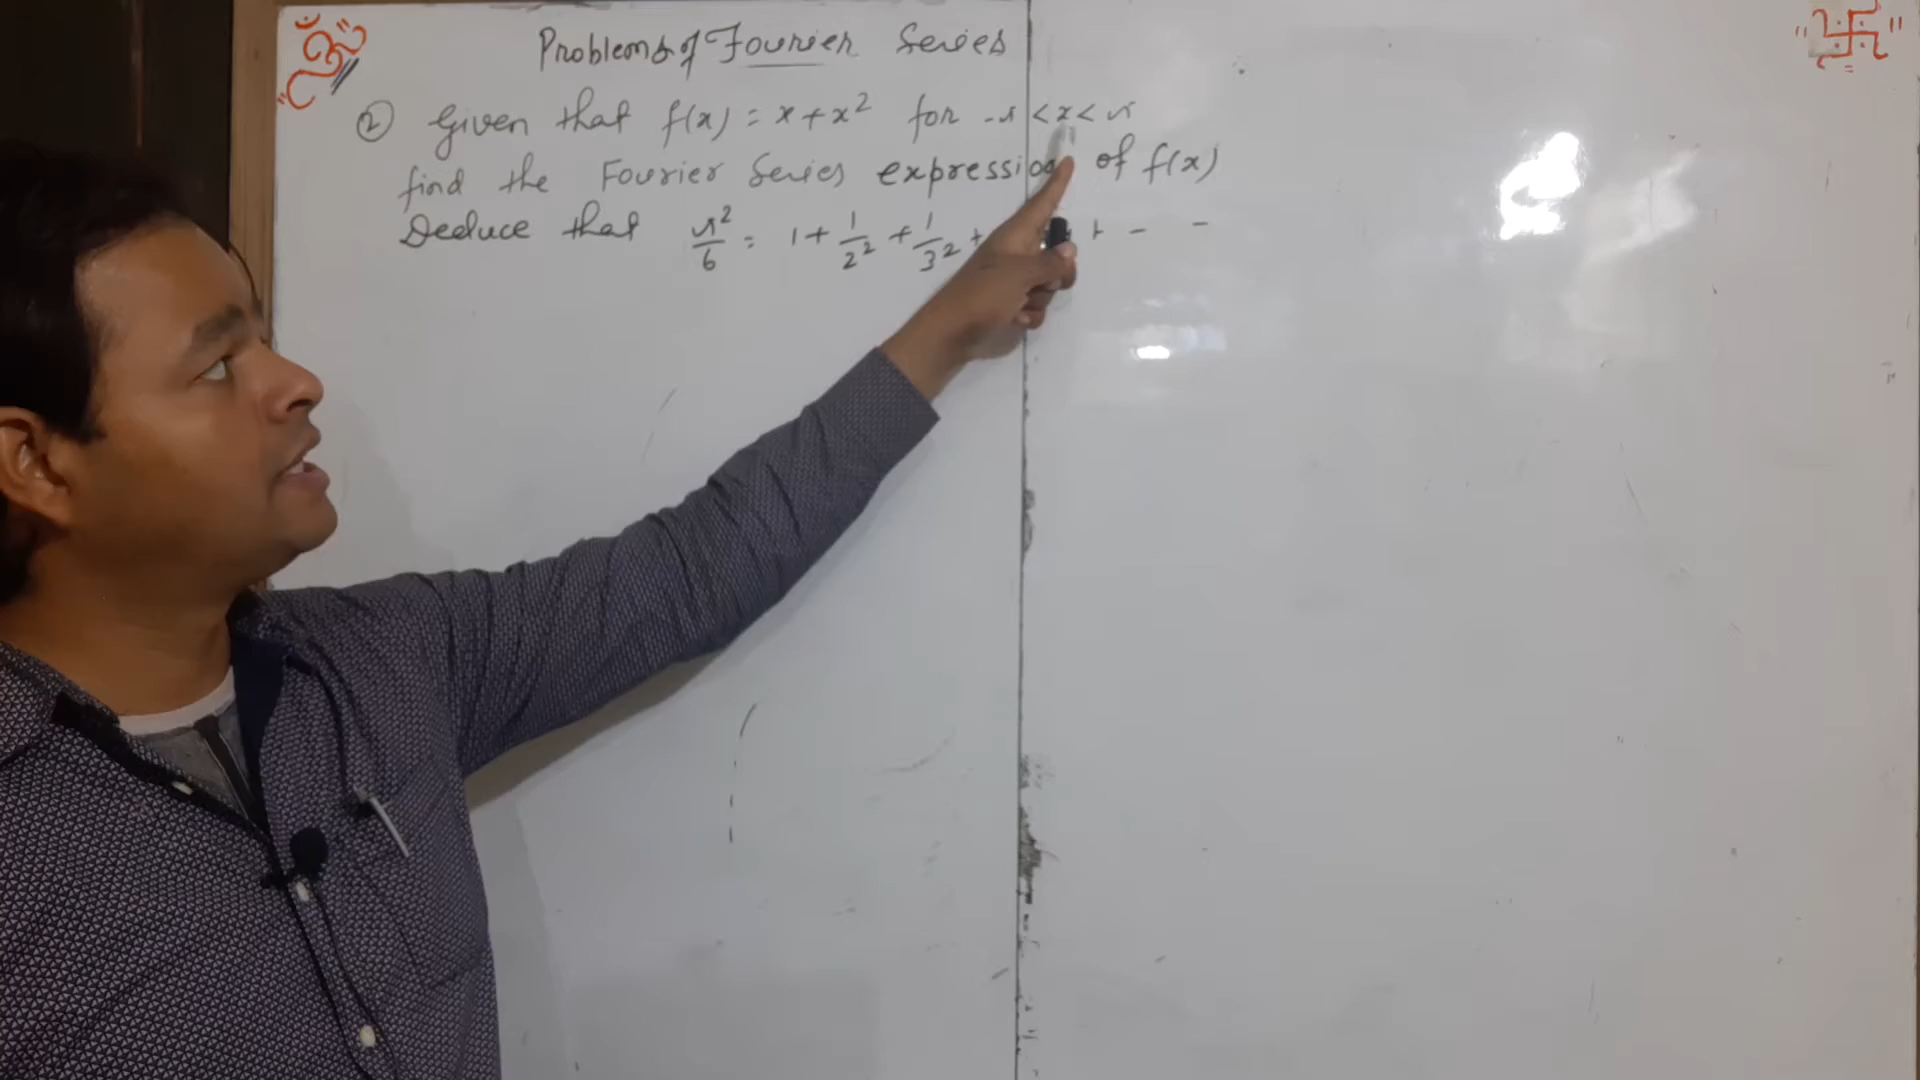 ॐ
Problems of Fourier Series
② Given that f(x) = x + x² for -π < x < π
find the Fourier Series expression of f(x)
Deduce that π²/6 = 1 + 1/2² + 1/3² + + - -